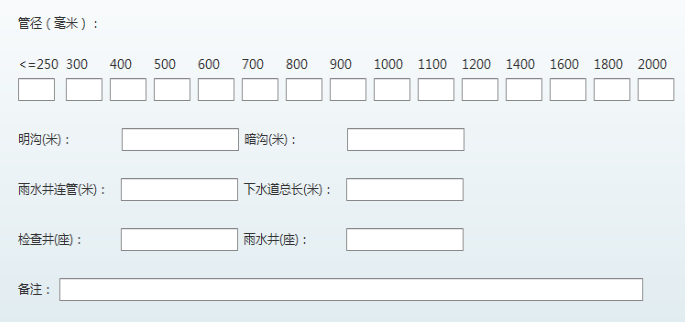 管径（毫米）：
<=250 300 400 500 600 700 800 900 1000 1100 1200 1400 1600 1800 2000
明沟(米)： 暗沟(米)：
雨水井连管(米)： 下水道总长(米)：
检查井(座)： 雨水井(座)：
备注：